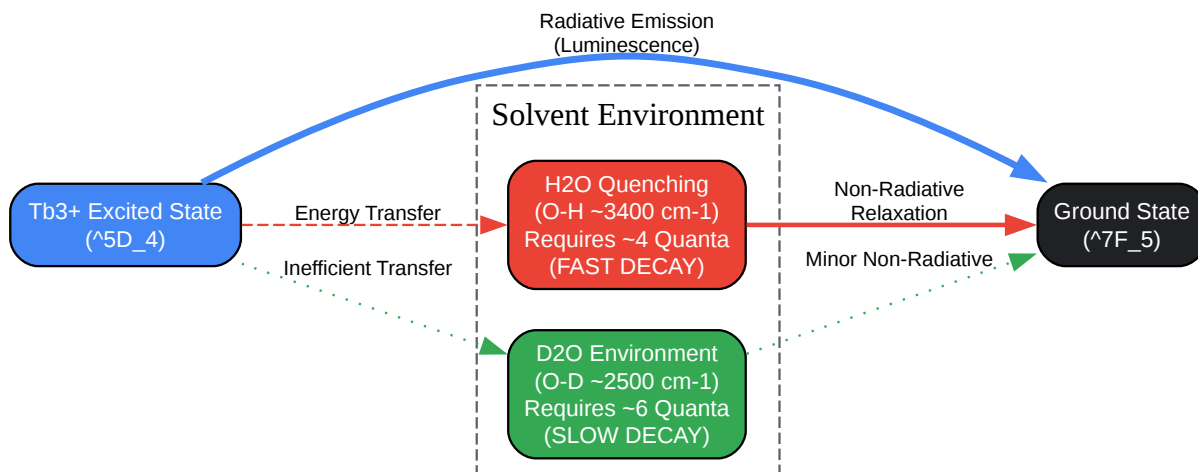 Radiative Emission
(Luminescence)
Solvent Environment
Tb3+ Excited State
(^5D_4)
Energy Transfer
Inefficient Transfer
H2O Quenching
(O-H ~3400 cm-1)
Requires ~4 Quanta
(FAST DECAY)
Non-Radiative
Relaxation
Minor Non-Radiative
Ground State
(^7F_5)
D2O Environment
(O-D ~2500 cm-1)
Requires ~6 Quanta
(SLOW DECAY)